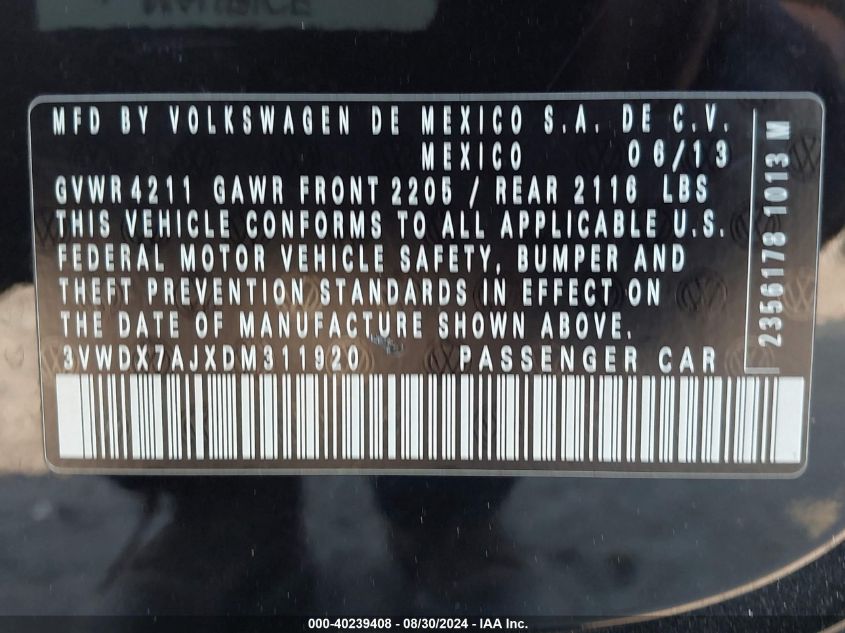 MFD BY VOLKSWAGEN DE MEXICO S.A. DE C.V.
MEXICO 06/13
GVWR 4211 GAWR FRONT 2205 / REAR 2116 LBS
THIS VEHICLE CONFORMS TO ALL APPLICABLE U.S.
FEDERAL MOTOR VEHICLE SAFETY, BUMPER AND
THEFT PREVENTION STANDARDS IN EFFECT ON
THE DATE OF MANUFACTURE SHOWN ABOVE.
3VWDX7AJXDM311920 PASSENGER CAR
2356178 1013 M
000-40239408 - 08/30/2024 - IAA Inc.